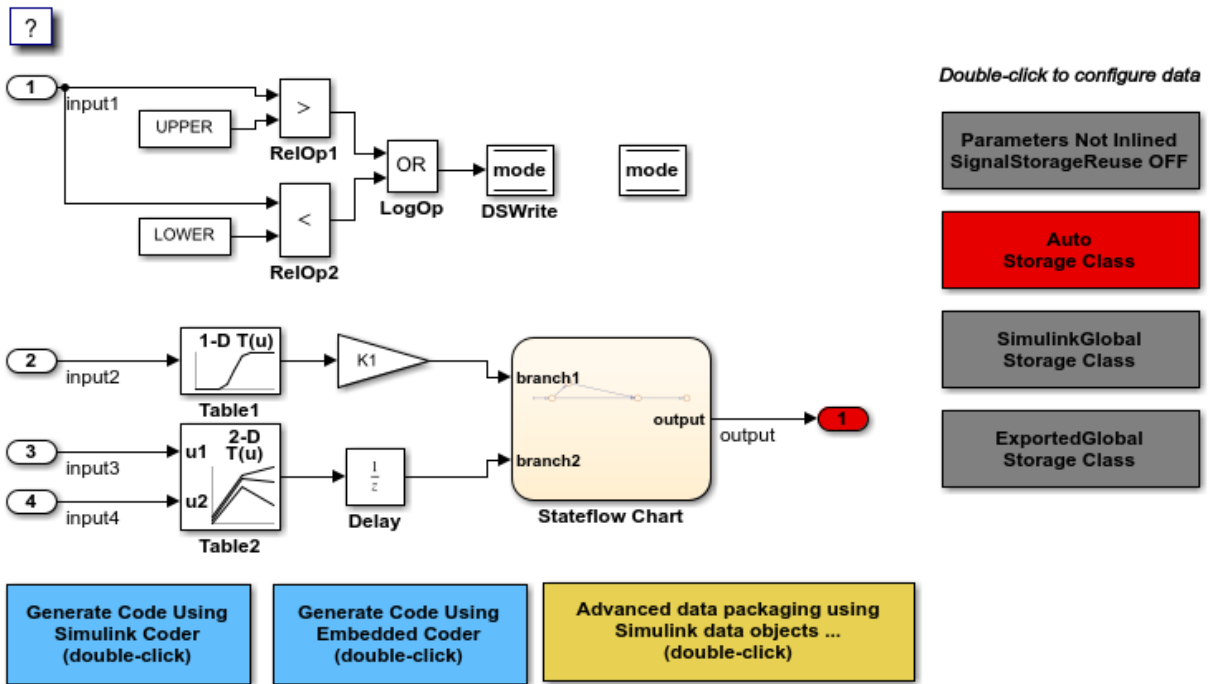 ?
1
input1
UPPER
>
RelOp1
OR
LogOp
mode
DSWrite
mode
LOWER
<
RelOp2
2
input2
1-D T(u)
Table1
K1
3
input3
4
input4
u1
u2
2-D
T(u)
Table2
1
z
Delay
branch1
branch2
output
Stateflow Chart
output
1
Double-click to configure data
Parameters Not Inlined
SignalStorageReuse OFF
Auto
Storage Class
SimulinkGlobal
Storage Class
ExportedGlobal
Storage Class
Generate Code Using
Simulink Coder
(double-click)
Generate Code Using
Embedded Coder
(double-click)
Advanced data packaging using
Simulink data objects ...
(double-click)